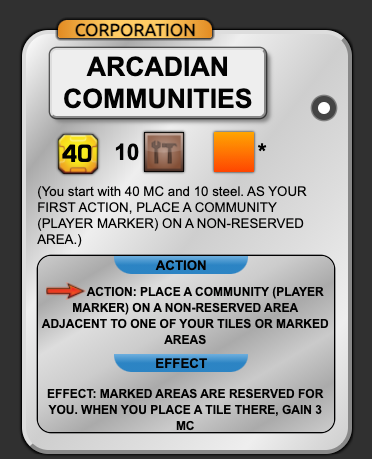 CORPORATION
ARCADIAN
COMMUNITIES
40 10 *
(You start with 40 MC and 10 steel. AS YOUR
FIRST ACTION, PLACE A COMMUNITY
(PLAYER MARKER) ON A NON-RESERVED
AREA.)
ACTION
ACTION: PLACE A COMMUNITY (PLAYER
MARKER) ON A NON-RESERVED AREA
ADJACENT TO ONE OF YOUR TILES OR MARKED
AREAS
EFFECT
EFFECT: MARKED AREAS ARE RESERVED FOR
YOU. WHEN YOU PLACE A TILE THERE, GAIN 3
MC